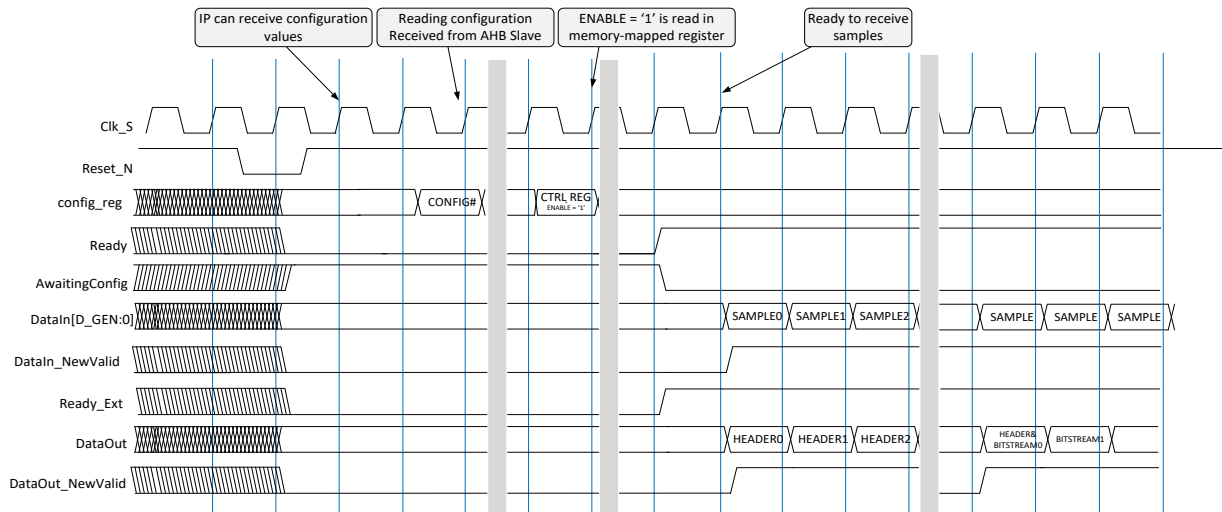 IP can receive configuration
values
Reading configuration
Received from AHB Slave
ENABLE = ‘1’ is read in
memory-mapped register
Ready to receive
samples
Clk_S
Reset_N
config_reg
CONFIG#
CTRL REG
ENABLE = ‘1’
Ready
AwaitingConfig
DataIn[D_GEN:0]
SAMPLE0
SAMPLE1
SAMPLE2
SAMPLE
SAMPLE
SAMPLE
DataIn_NewValid
Ready_Ext
DataOut
HEADER0
HEADER1
HEADER2
HEADER&
BITSTREAM0
BITSTREAM1
DataOut_NewValid